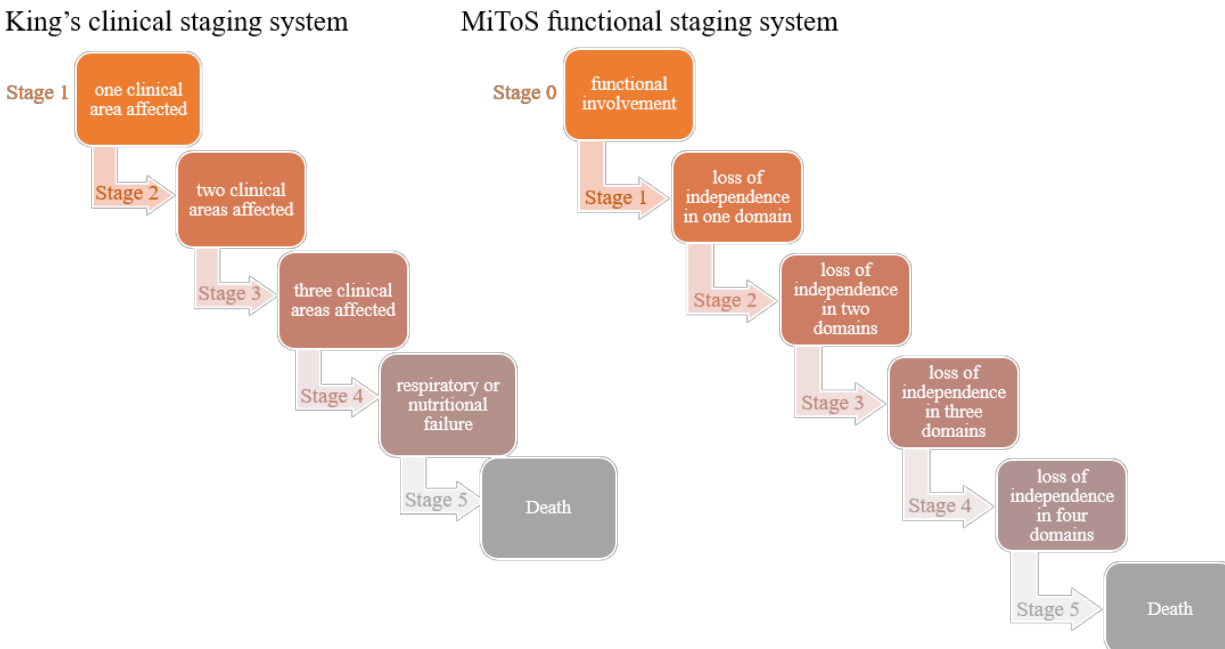 King's clinical staging system
Stage 1
one clinical
area affected
Stage 2
two clinical
areas affected
Stage 3
three clinical
areas affected
Stage 4
respiratory or
nutritional
failure
Stage 5
Death
MiToS functional staging system
Stage 0
functional
involvement
Stage 1
loss of
independence
in one domain
Stage 2
loss of
independence
in two
domains
Stage 3
loss of
independence
in three
domains
Stage 4
loss of
independence
in four
domains
Stage 5
Death